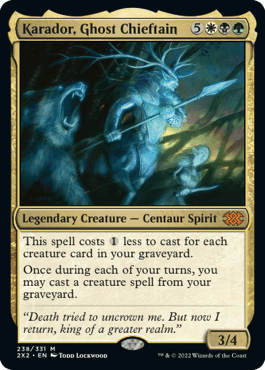 Karador, Ghost Chieftain 5
Legendary Creature — Centaur Spirit
This spell costs 1 less to cast for each
creature card in your graveyard.
Once during each of your turns, you
may cast a creature spell from your
graveyard.
“Death tried to uncrown me. But now I
return, king of a greater realm.”
3/4
238/331 M
2X2 • EN Todd Lockwood
™ & © 2022 Wizards of the Coast